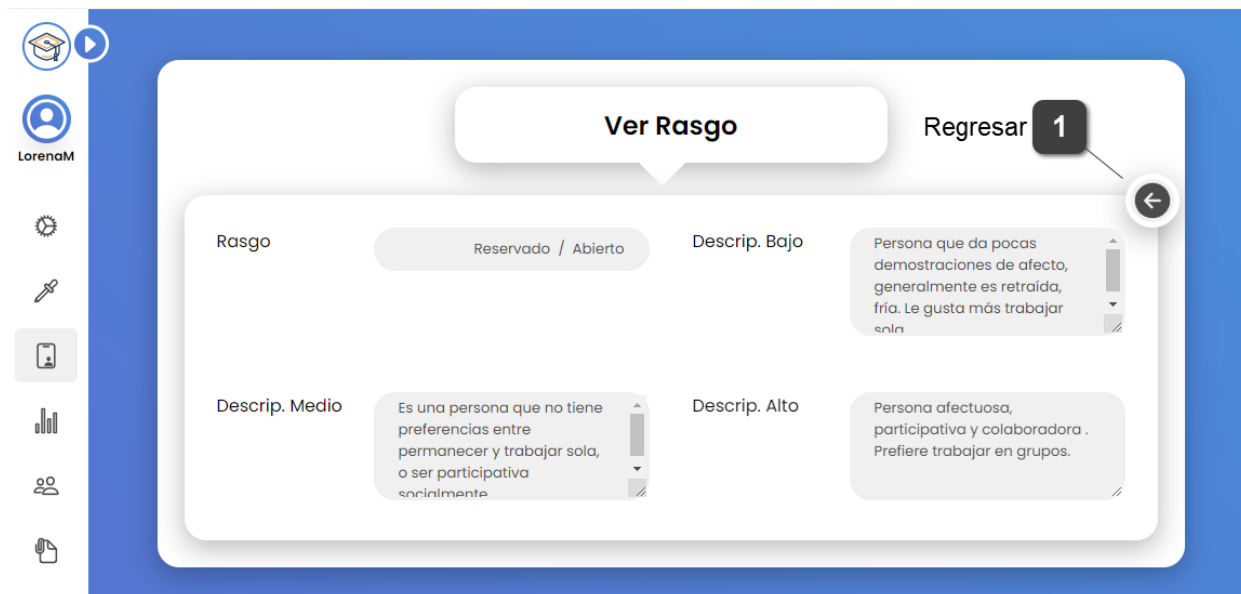 LorenaM
Ver Rasgo
Regresar 1
Rasgo
Reservado / Abierto
Descrip. Bajo
Persona que da pocas
demostraciones de afecto,
generalmente es retraída,
fría. Le gusta más trabajar
sola
Descrip. Medio
Es una persona que no tiene
preferencias entre
permanecer y trabajar sola,
o ser participativa
socialmente
Descrip. Alto
Persona afectuosa,
participativa y colaboradora .
Prefiere trabajar en grupos.